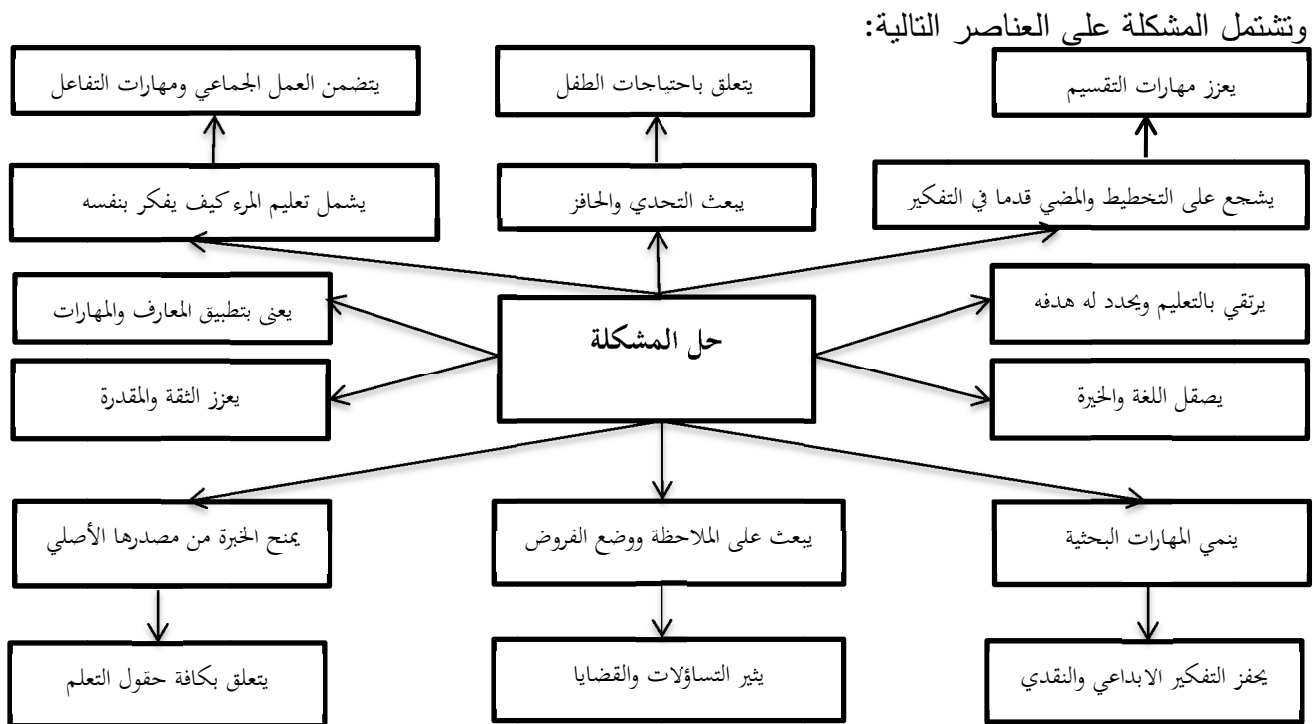 وتشتمل المشكلة على العناصر التالية:
يعزز مهارات التقسيم
يتعلق باحتياجات الطفل
يتضمن العمل الجماعي ومهارات التفاعل
يشجع على التخطيط والمضي قدما في التفكير
يبعث التحدي والحافز
يشمل تعليم المرء كيف يفكر بنفسه
يرتقي بالتعليم ويحدد له هدفه
حل المشكلة
يعنى بتطبيق المعارف والمهارات
يصقل اللغة والخيرة
يعزز الثقة والمقدرة
ينمي المهارات البحثية
يبعث على الملاحظة ووضع الفروض
يمنح الخبرة من مصدرها الأصلي
يحفز التفكير الابداعي والنقدي
يثير التساؤلات والقضايا
يتعلق بكافة حقول التعلم